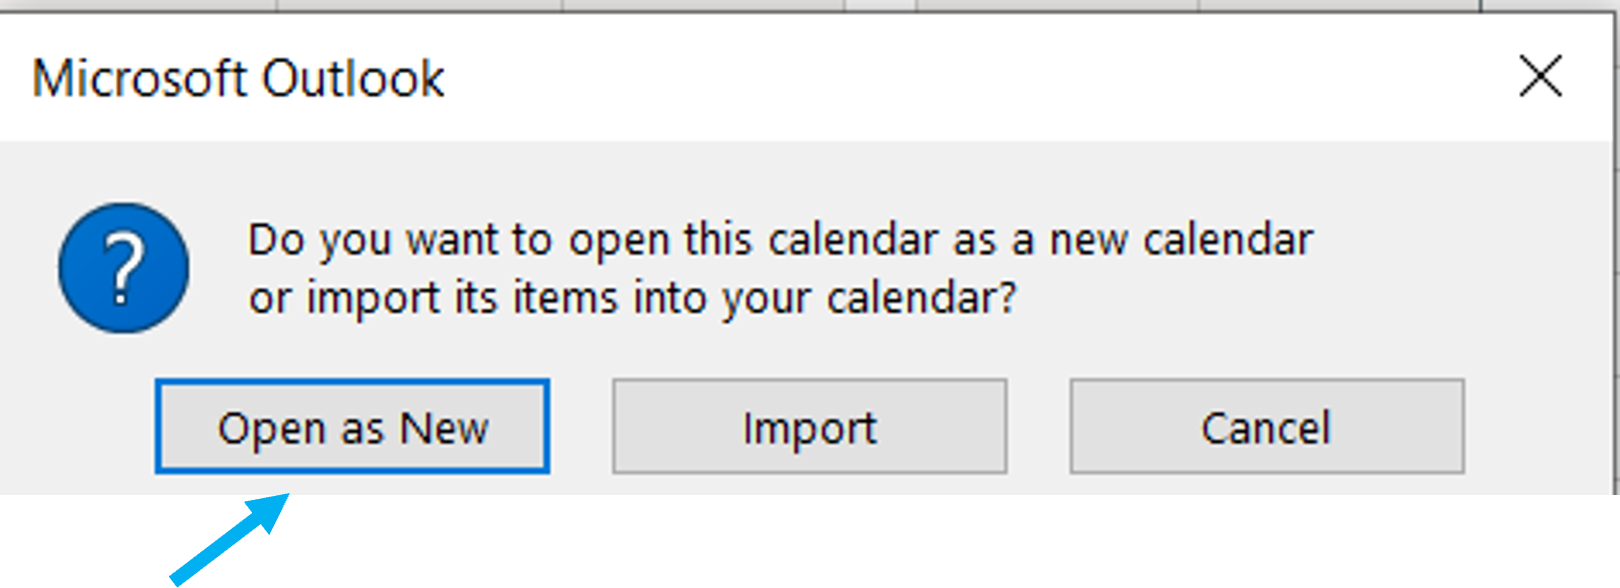 Microsoft Outlook
?
Do you want to open this calendar as a new calendar
or import its items into your calendar?
Open as New
Import
Cancel